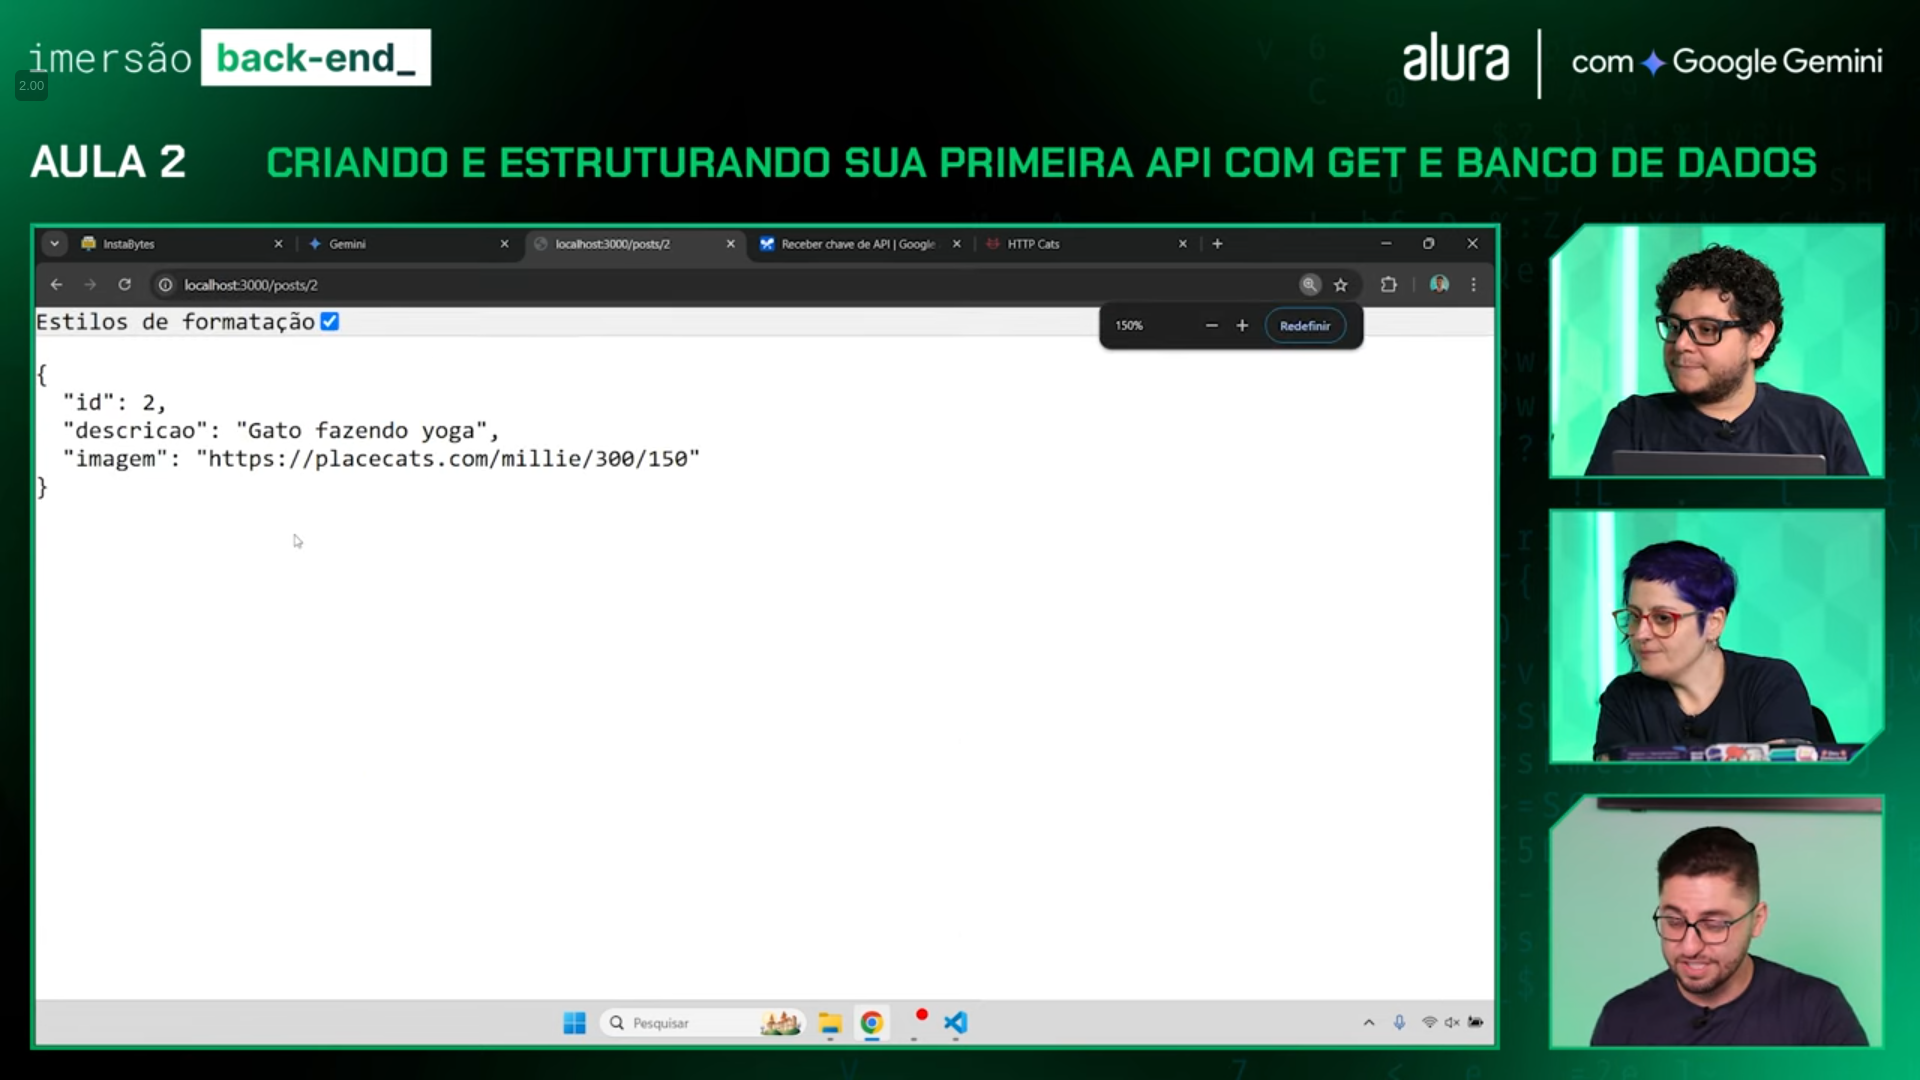 imersão back-end_
2.00
alura com Google Gemini
AULA 2 CRIANDO E ESTRUTURANDO SUA PRIMEIRA API COM GET E BANCO DE DADOS
InstaBytes Gemini localhost:3000/posts/2 Receber chave de API | Google HTTP Cats
localhost:3000/posts/2
Estilos de formatação
150% Redefinir
{
"id": 2,
"descricao": "Gato fazendo yoga",
"imagem": "https://placecats.com/millie/300/150"
}
Pesquisar